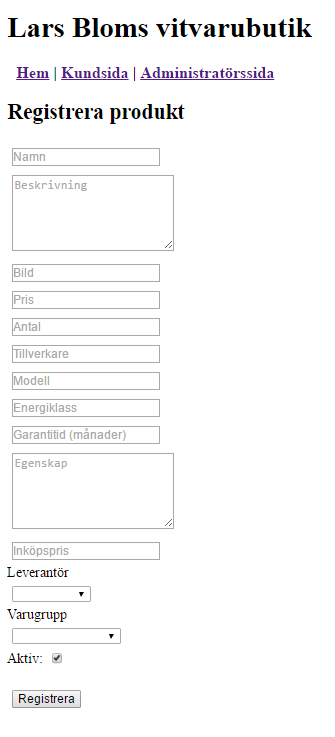 Lars Bloms vitvarubutik
Hem | Kundsida | Administratörssida
Registrera produkt
Namn
Beskrivning
Bild
Pris
Antal
Tillverkare
Modell
Energiklass
Garantitid (månader)
Egenskap
Inköpspris
Leverantör
Varugrupp
Aktiv:
Registrera